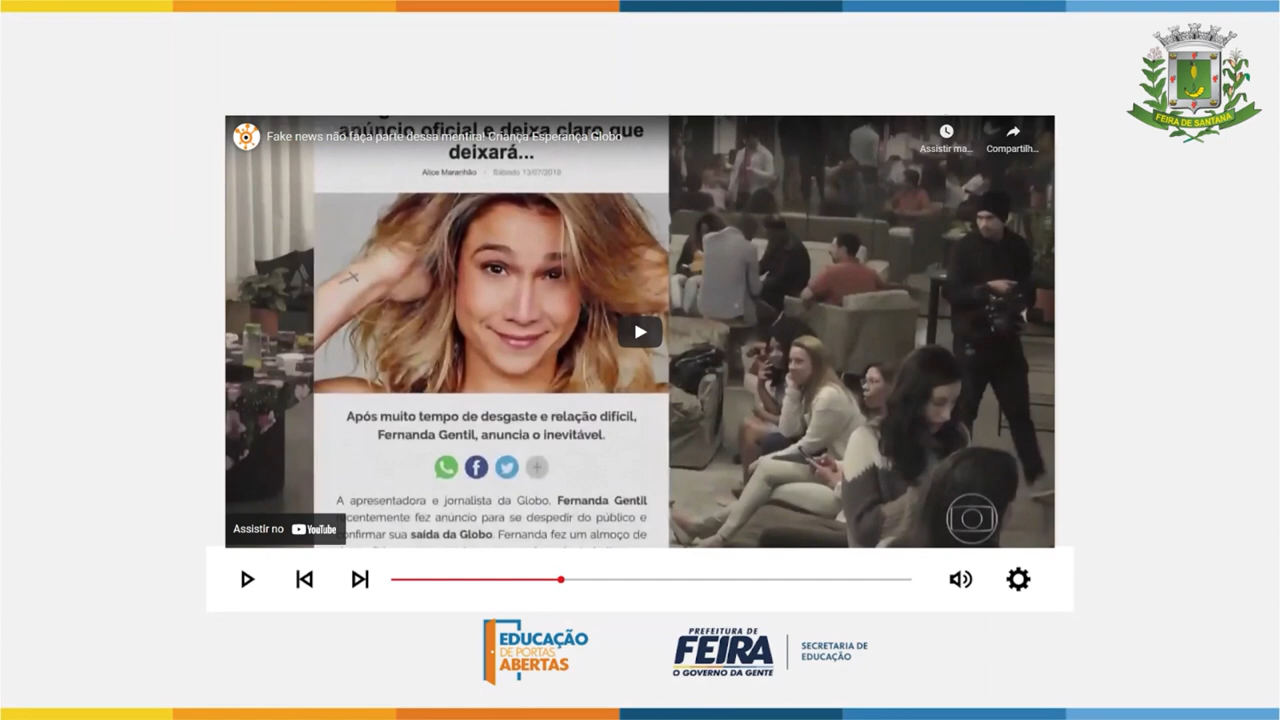 FEIRA DE SANTANA
Fake news não faça parte dessa mentira! Criança Esperança Globo
anúncio oficial e deixa claro que
deixará...
Alice Maranhão Sábado 13/07/2019
Assistir ma...
Compartilh...
Após muito tempo de desgaste e relação difícil,
Fernanda Gentil, anuncia o inevitável.
A apresentadora e jornalista da Globo, Fernanda Gentil
recentemente fez anúncio para se despedir do público e
confirmar sua saída da Globo. Fernanda fez um almoço de
Assistir no YouTube
EDUCAÇÃO
DE PORTAS
ABERTAS
PREFEITURA DE
FEIRA
O GOVERNO DA GENTE
SECRETARIA DE
EDUCAÇÃO